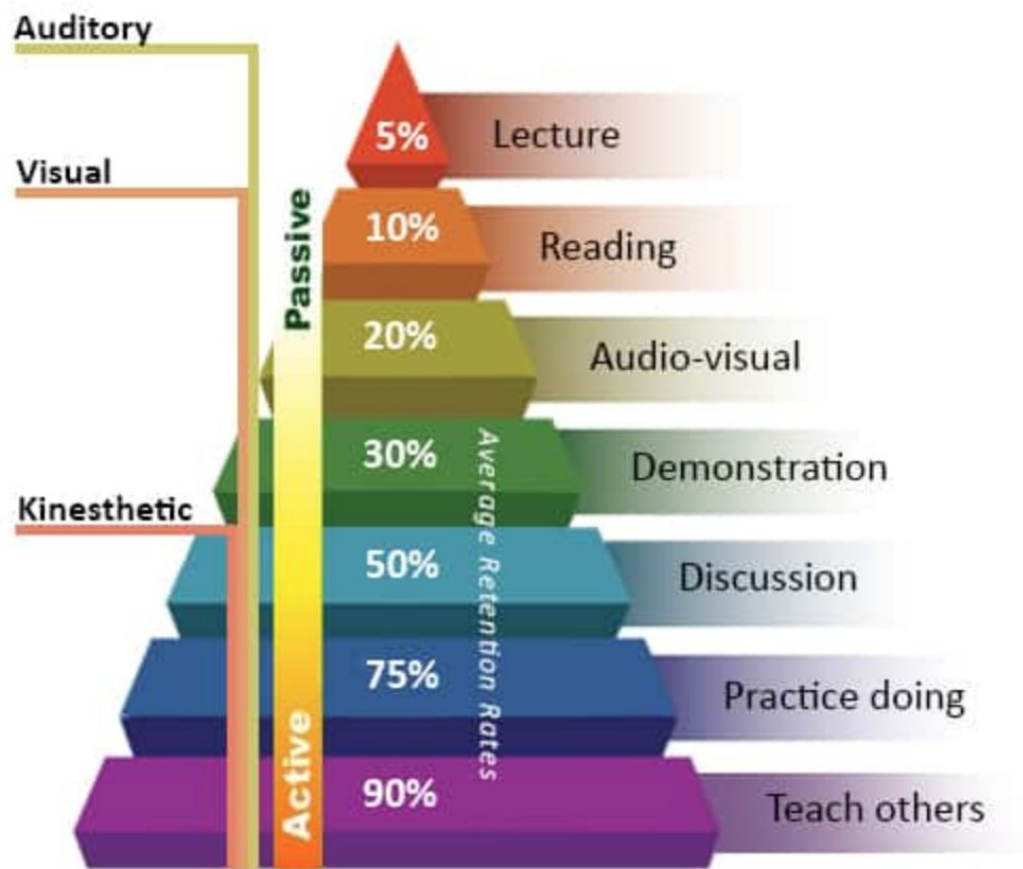 Auditory
Visual
Kinesthetic
Passive
Active
5%
Lecture
10%
Reading
20%
Audio-visual
30%
Demonstration
50%
Discussion
75%
Practice doing
90%
Teach others
Average Retention Rates